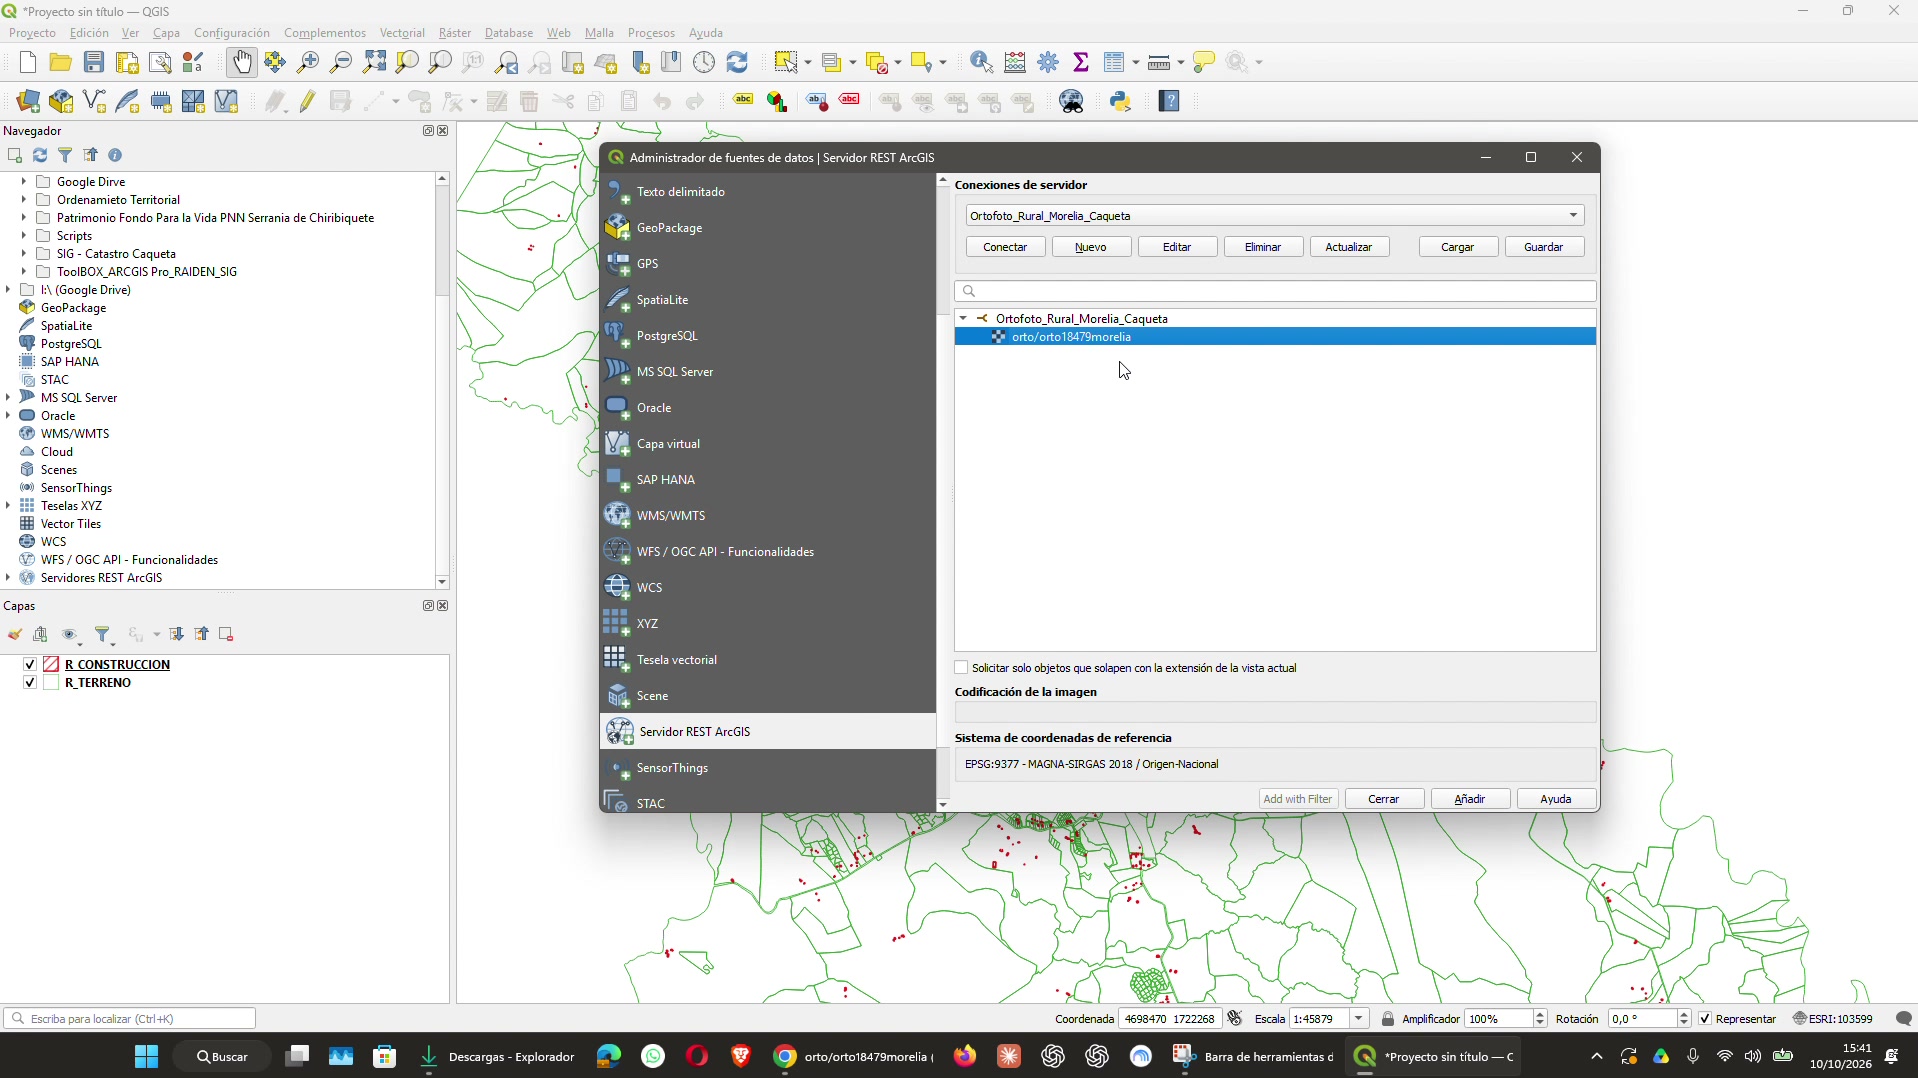 *Proyecto sin título — QGIS
Proyecto Edición Ver Capa Configuración Complementos Vectorial Ráster Database Web Malla Procesos Ayuda
Navegador
Google Dirve
Ordenamieto Territorial
Patrimonio Fondo Para la Vida PNN Serrania de Chiribiquete
Scripts
SIG - Catastro Caqueta
ToolBOX_ARCGIS Pro_RAIDEN_SIG
I:\ (Google Drive)
GeoPackage
SpatiaLite
PostgreSQL
SAP HANA
STAC
MS SQL Server
Oracle
WMS/WMTS
Cloud
Scenes
SensorThings
Teselas XYZ
Vector Tiles
WCS
WFS / OGC API - Funcionalidades
Servidores REST ArcGIS
Capas
R_CONSTRUCCION
R_TERRENO
Administrador de fuentes de datos | Servidor REST ArcGIS
Texto delimitado
GeoPackage
GPS
SpatiaLite
PostgreSQL
MS SQL Server
Oracle
Capa virtual
SAP HANA
WMS/WMTS
WFS / OGC API - Funcionalidades
WCS
XYZ
Tesela vectorial
Scene
Servidor REST ArcGIS
SensorThings
STAC
Conexiones de servidor
Ortofoto_Rural_Morelia_Caqueta
Conectar Nuevo Editar Eliminar Actualizar Cargar Guardar
Ortofoto_Rural_Morelia_Caqueta
orto/orto18479morelia
Solicitar solo objetos que solapen con la extensión de la vista actual
Codificación de la imagen
Sistema de coordenadas de referencia
EPSG:9377 - MAGNA-SIRGAS 2018 / Origen-Nacional
Add with Filter Cerrar Añadir Ayuda
Escriba para localizar (Ctrl+K)
Coordenada 4698470 1722268 Escala 1:45879 Amplificador 100% Rotación 0,0 ° Representar ESRI:103599
Buscar Descargas - Explorador orto/orto18479morelia ( Barra de herramientas d *Proyecto sin título — C
15:41
10/10/2026